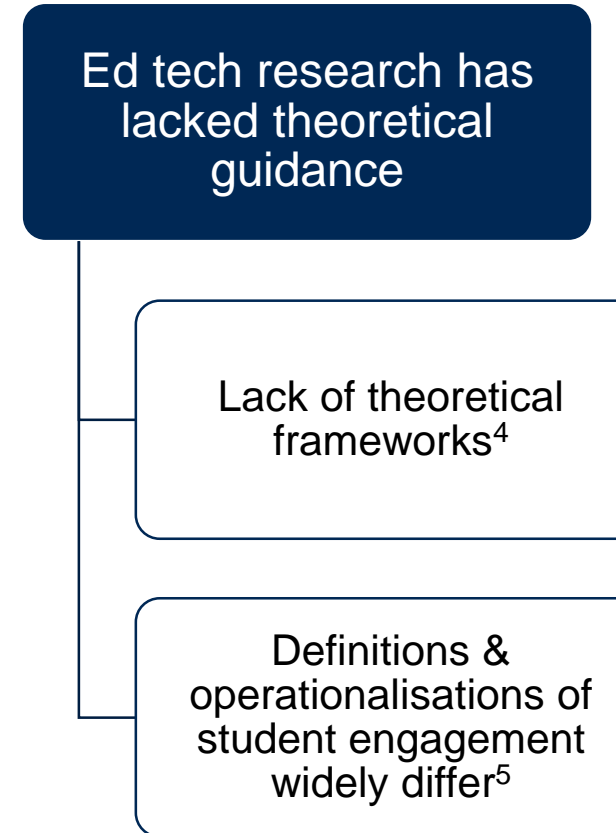 Ed tech research has
lacked theoretical
guidance
Lack of theoretical
frameworks⁴
Definitions &
operationalisations of
student engagement
widely differ⁵